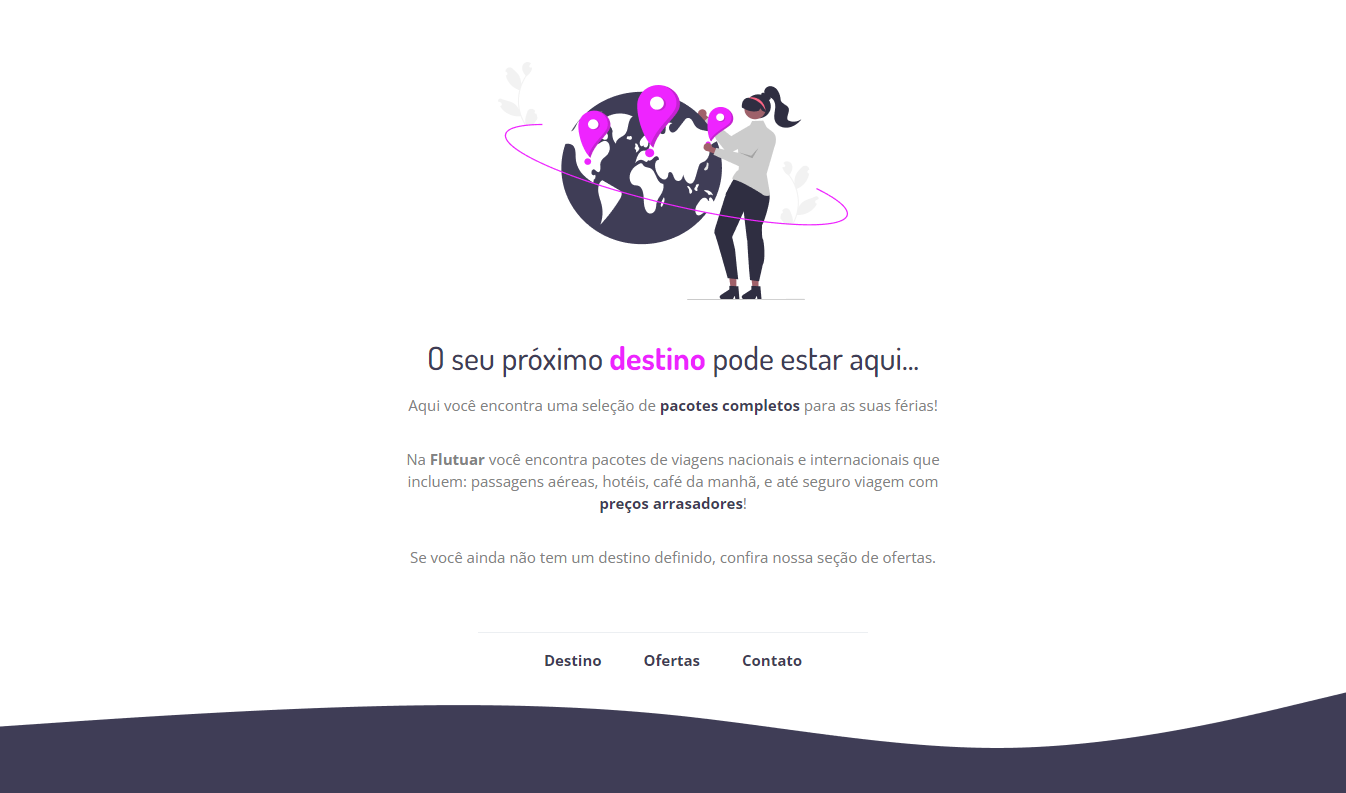 O seu próximo destino pode estar aqui...
Aqui você encontra uma seleção de pacotes completos para as suas férias!
Na Flutuar você encontra pacotes de viagens nacionais e internacionais que
incluem: passagens aéreas, hotéis, café da manhã, e até seguro viagem com
preços arrasadores!
Se você ainda não tem um destino definido, confira nossa seção de ofertas.
Destino Ofertas Contato